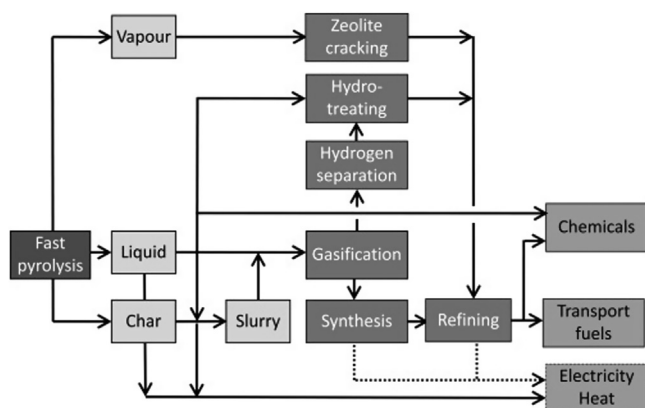 Vapour
Zeolite
cracking
Hydro-
treating
Hydrogen
separation
Fast
pyrolysis
Liquid
Gasification
Chemicals
Char
Slurry
Synthesis
Refining
Transport
fuels
Electricity
Heat